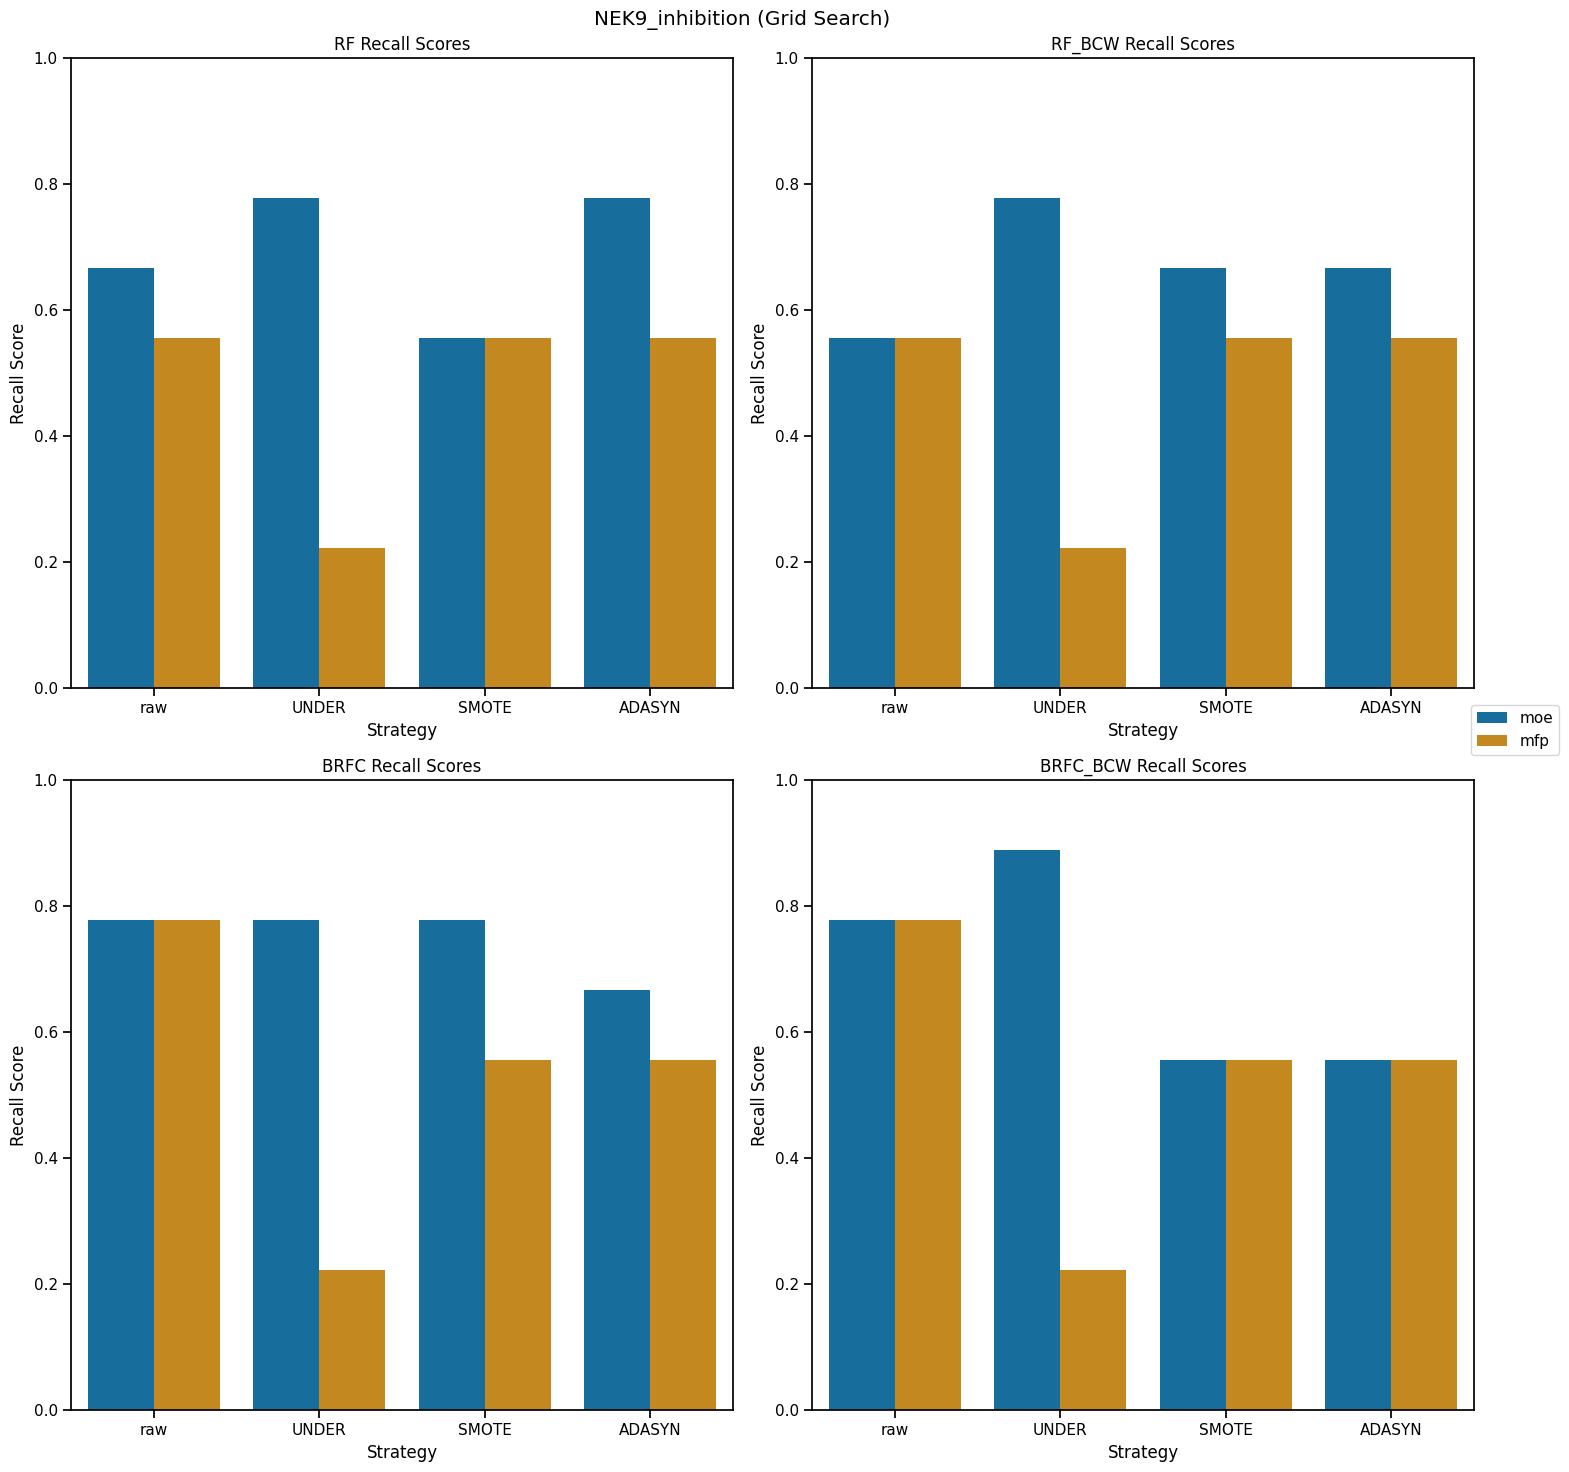 NEK9_inhibition (Grid Search)
RF Recall Scores
1.0
0.8
0.6
0.4
0.2
0.0
Recall Score
raw UNDER SMOTE ADASYN
Strategy
RF_BCW Recall Scores
1.0
0.8
0.6
0.4
0.2
0.0
Recall Score
raw UNDER SMOTE ADASYN
Strategy
moe
mfp
BRFC Recall Scores
1.0
0.8
0.6
0.4
0.2
0.0
Recall Score
raw UNDER SMOTE ADASYN
Strategy
BRFC_BCW Recall Scores
1.0
0.8
0.6
0.4
0.2
0.0
Recall Score
raw UNDER SMOTE ADASYN
Strategy